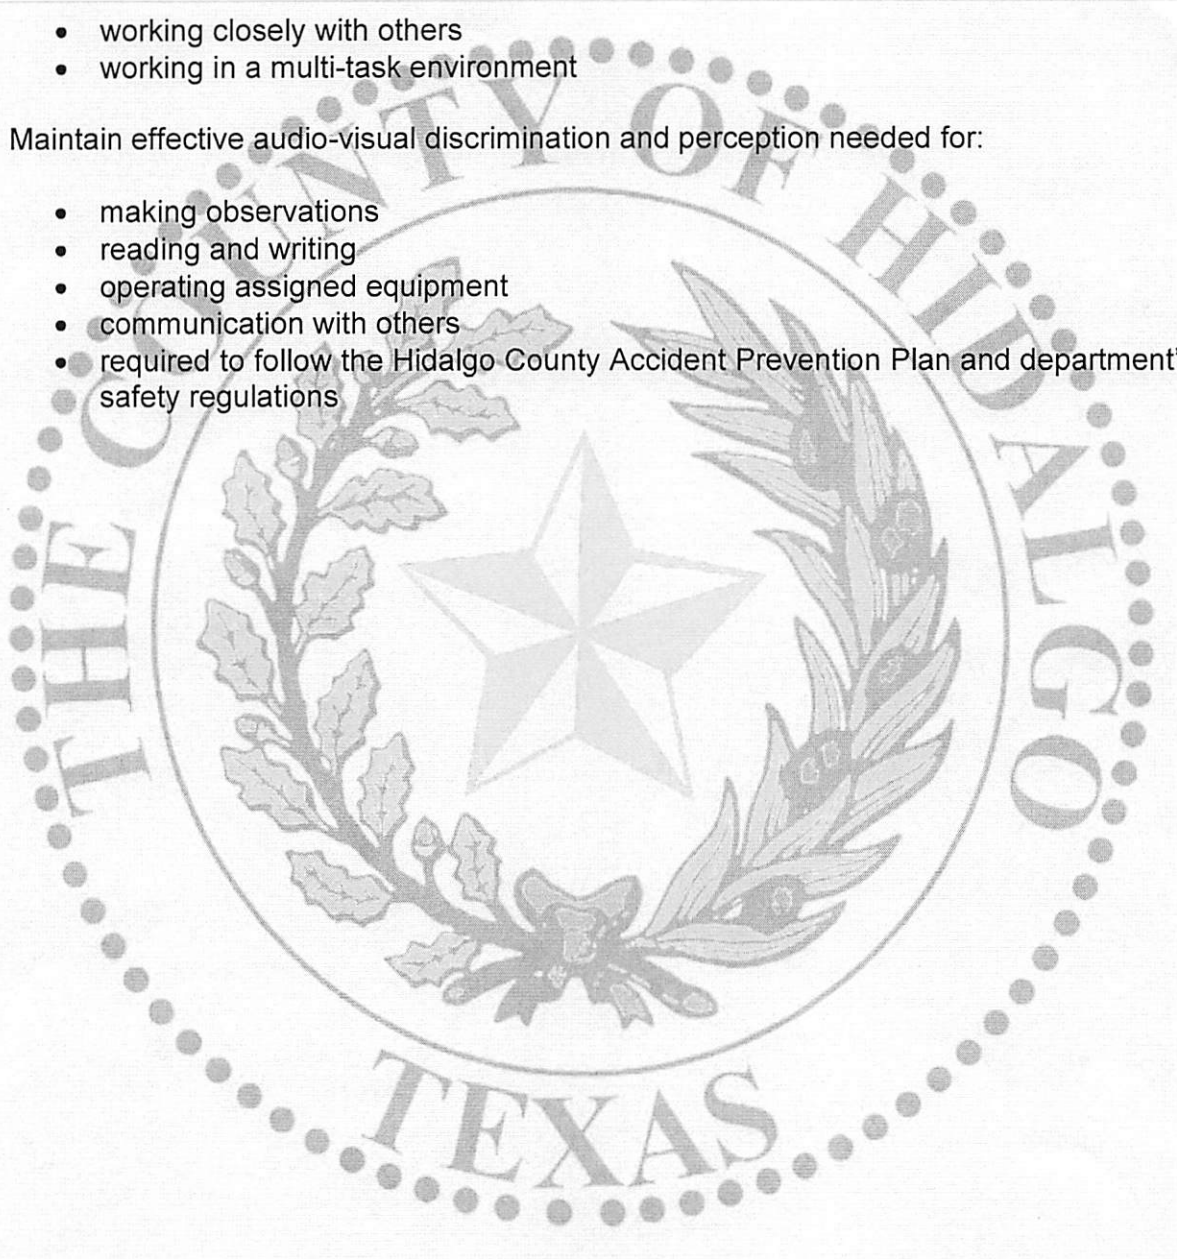 • working closely with others
• working in a multi-task environment
Maintain effective audio-visual discrimination and perception needed for:
• making observations
• reading and writing
• operating assigned equipment
• communication with others
• required to follow the Hidalgo County Accident Prevention Plan and department'
safety regulations
THE COUNTY OF HIDALGO
TEXAS